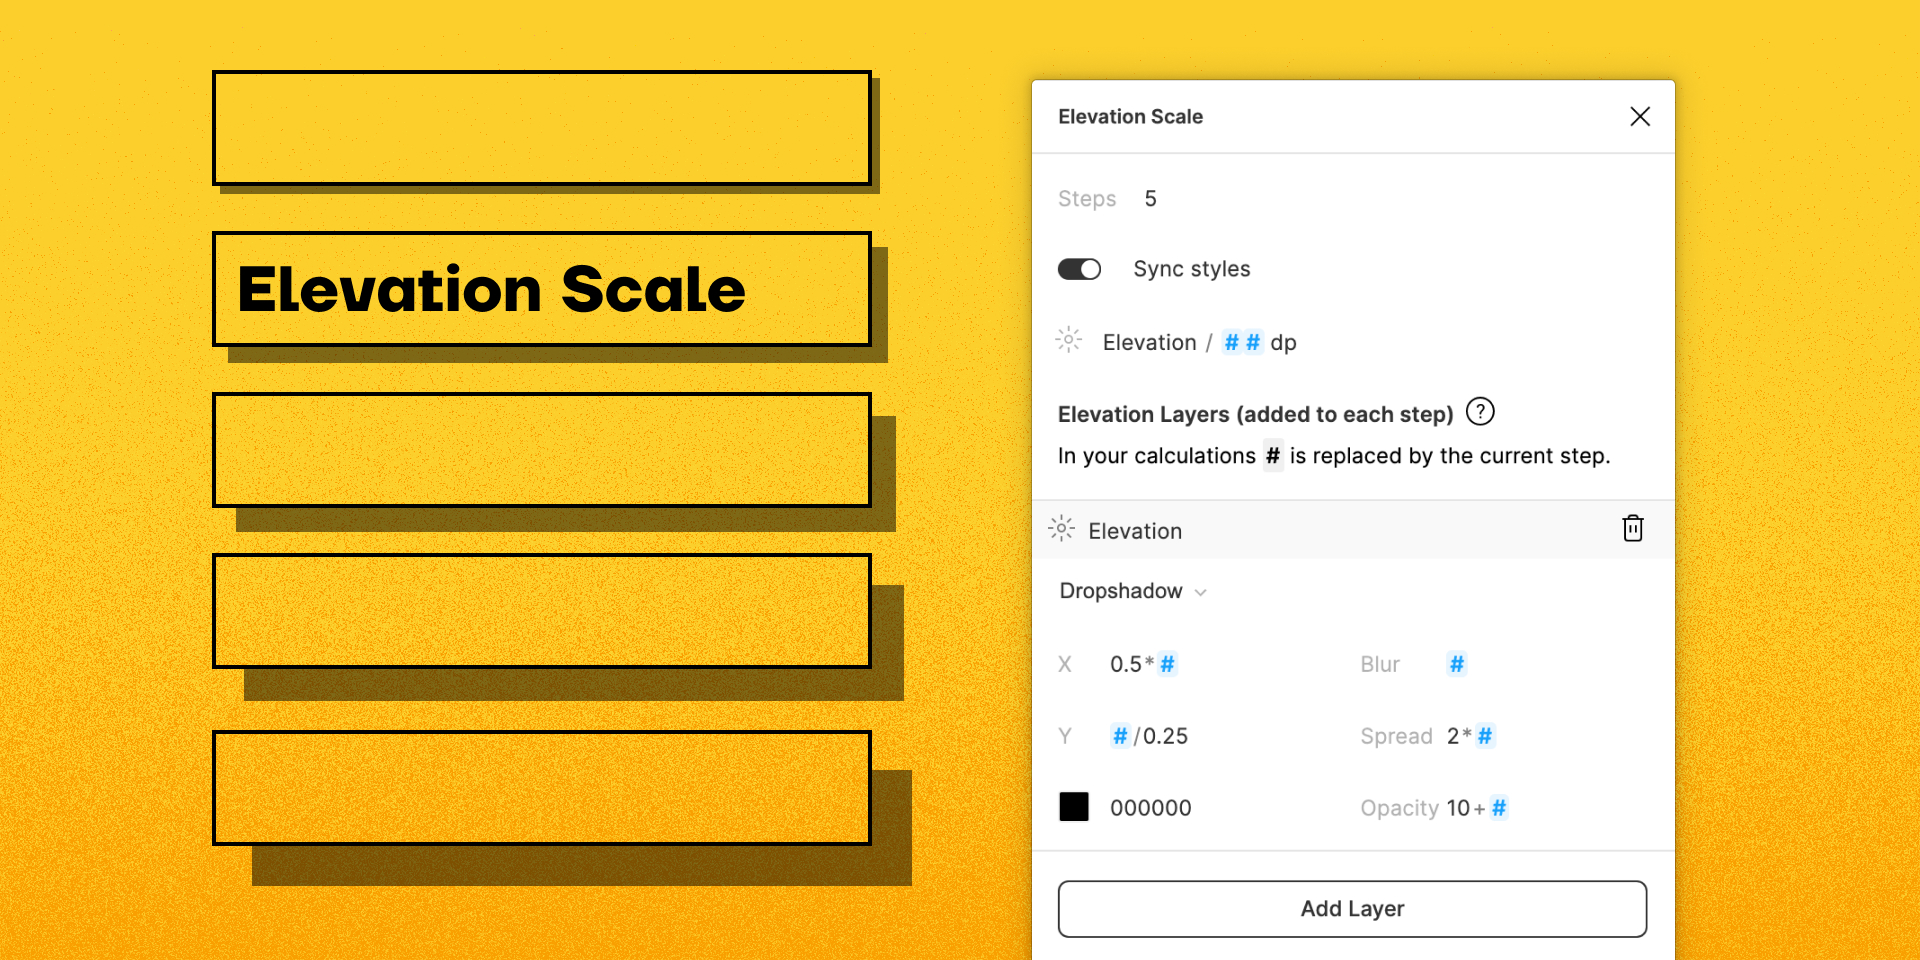 Elevation Scale
Elevation Scale
Steps 5
Sync styles
Elevation / ## dp
Elevation Layers (added to each step) ?
In your calculations # is replaced by the current step.
Elevation
Dropshadow
X 0.5*# Blur #
Y #/0.25 Spread 2*#
000000 Opacity 10+#
Add Layer